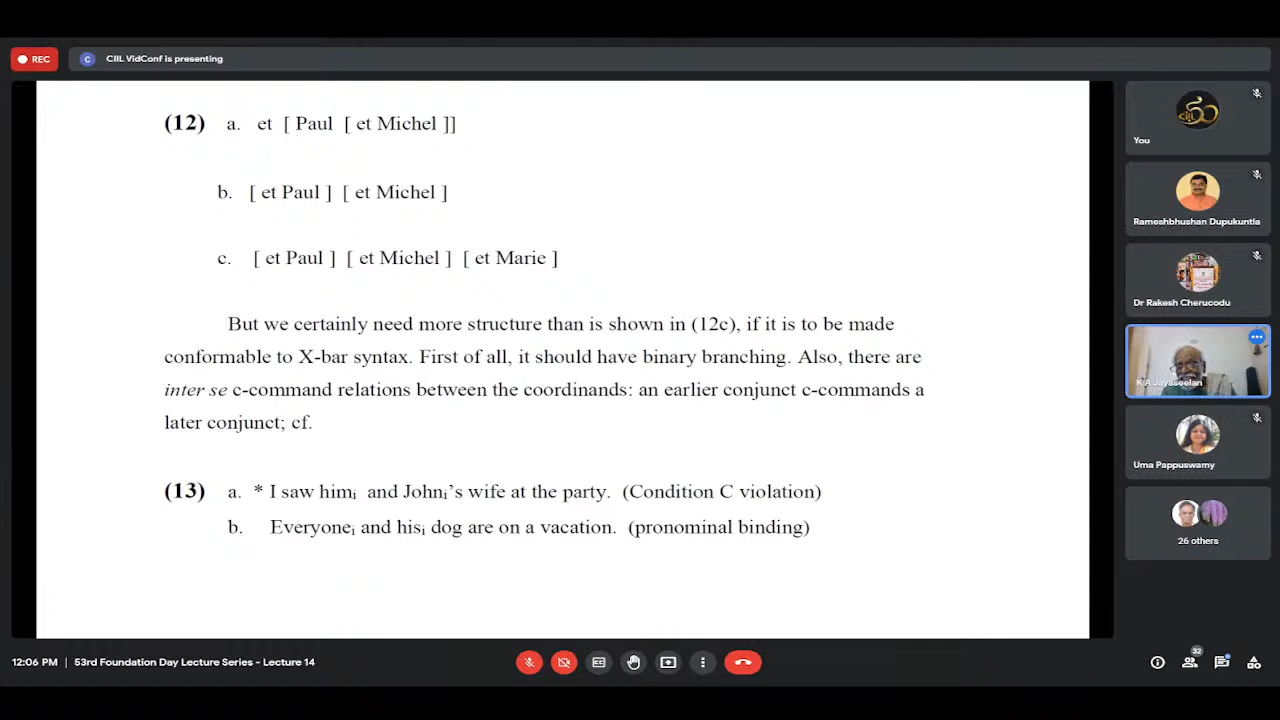 REC
C CIIL VidConf is presenting
(12) a. et [ Paul [ et Michel ]]
b. [ et Paul ] [ et Michel ]
c. [ et Paul ] [ et Michel ] [ et Marie ]
But we certainly need more structure than is shown in (12c), if it is to be made
conformable to X-bar syntax. First of all, it should have binary branching. Also, there are
inter se c-command relations between the coordinands: an earlier conjunct c-commands a
later conjunct; cf.
(13) a. * I saw himᵢ and Johnᵢ’s wife at the party. (Condition C violation)
b. Everyoneᵢ and hisᵢ dog are on a vacation. (pronominal binding)
You
Rameshbhushan Dupukuntla
Dr Rakesh Cherucodu
K A Jayaseelan
Uma Pappuswamy
26 others
12:06 PM | 53rd Foundation Day Lecture Series - Lecture 14
CC
32